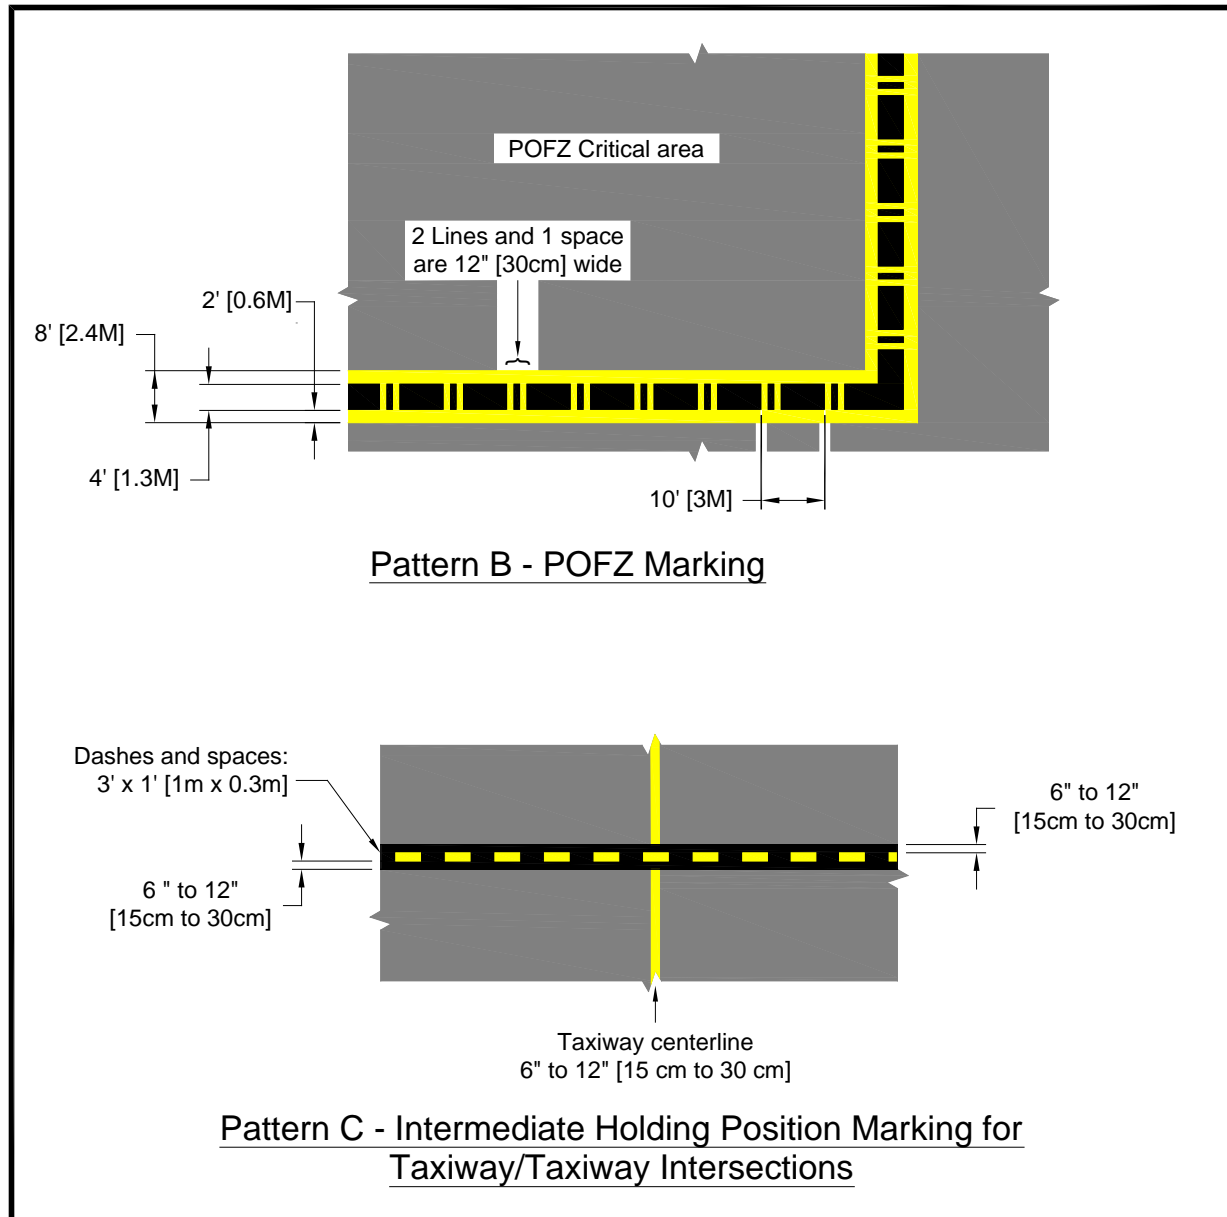 POFZ Critical area
2 Lines and 1 space
are 12" [30cm] wide
2' [0.6M]
8' [2.4M]
4' [1.3M]
10' [3M]
Pattern B - POFZ Marking
Dashes and spaces:
3' x 1' [1m x 0.3m]
6" to 12"
[15cm to 30cm]
6 " to 12"
[15cm to 30cm]
Taxiway centerline
6" to 12" [15 cm to 30 cm]
Pattern C - Intermediate Holding Position Marking for
Taxiway/Taxiway Intersections